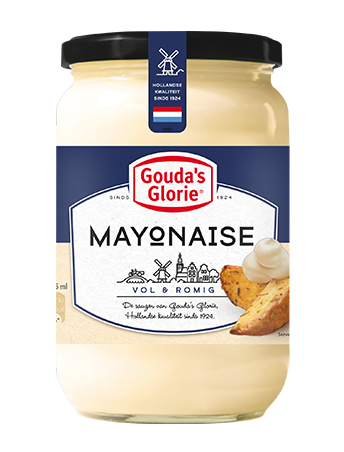 HOLLANDSE
KWALITEIT
SINDS 1924
Gouda's
Glorie®
SINDS 1924
MAYONAISE
VOL & ROMIG
De sauzen van Gouda's Glorie,
Hollandse kwaliteit sinds 1924.
ml